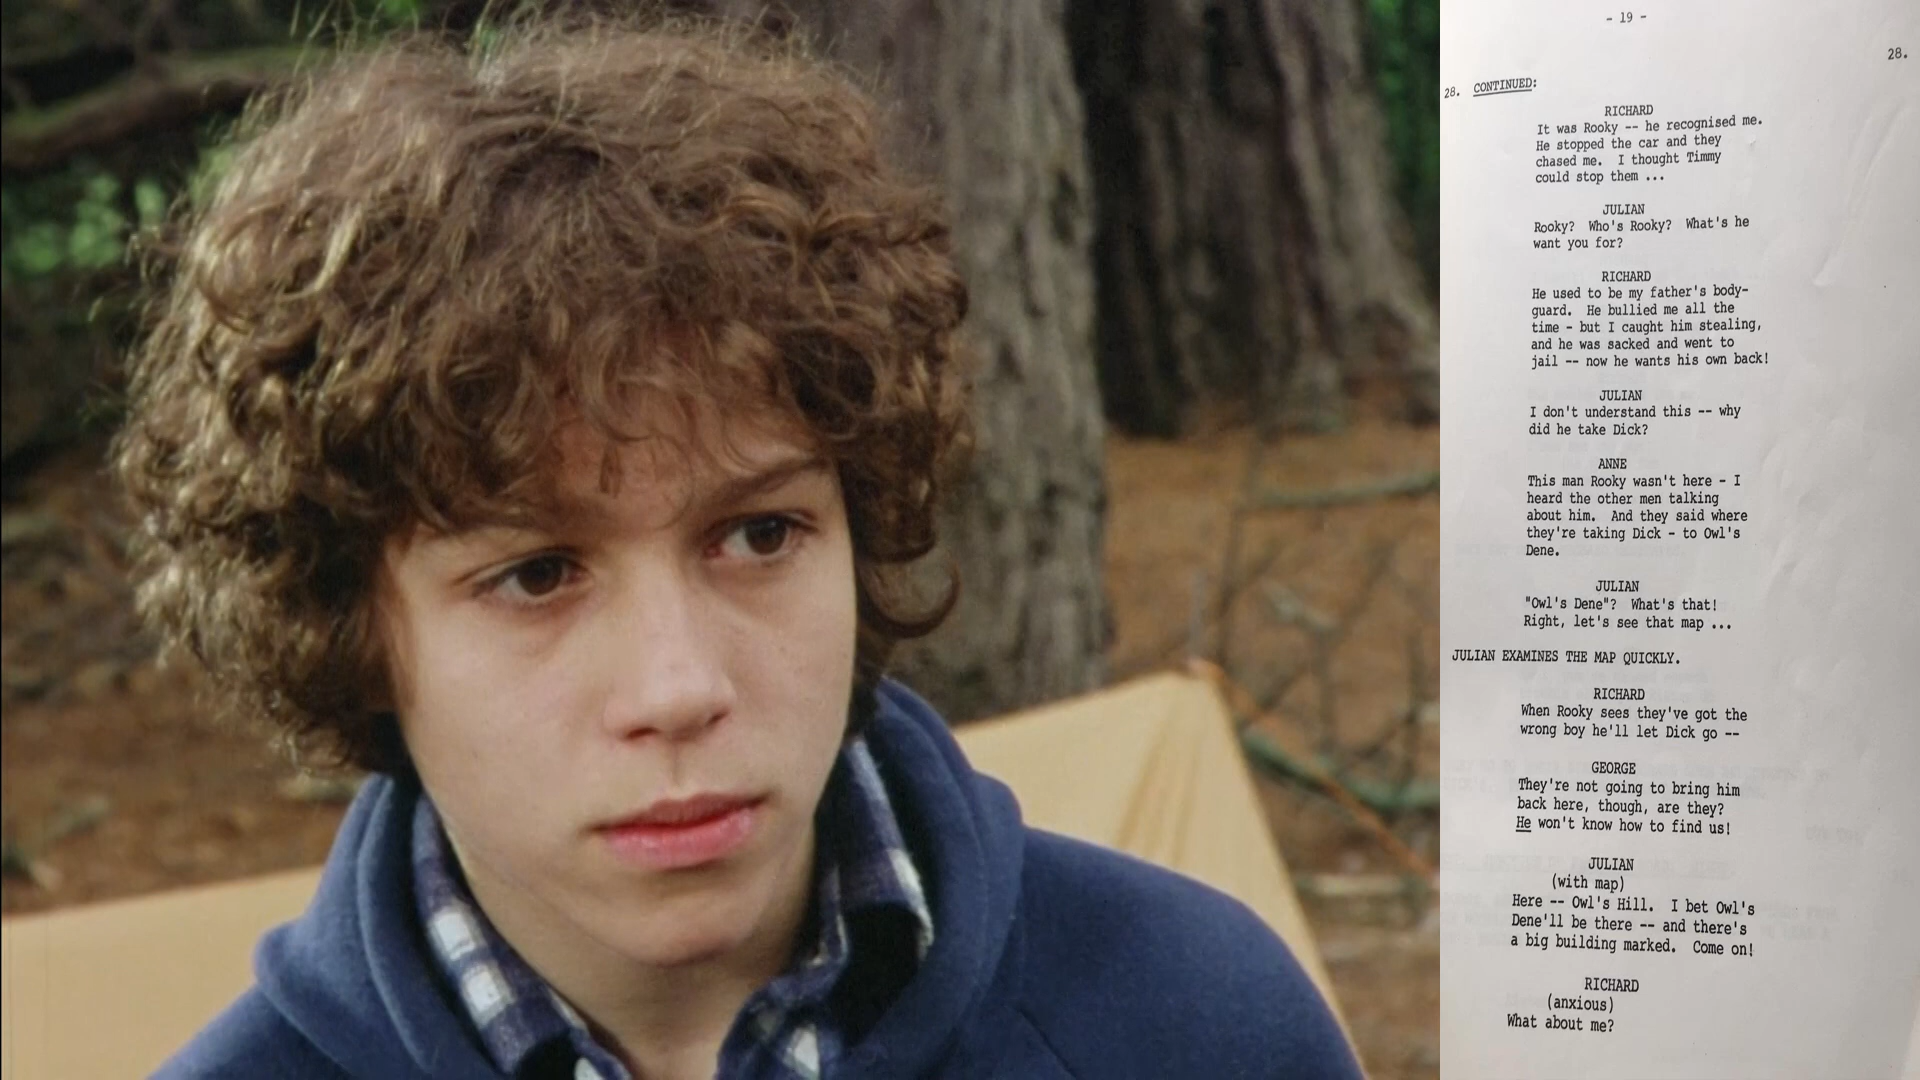 - 19 -
28.
28. CONTINUED:
RICHARD
It was Rooky -- he recognised me.
He stopped the car and they
chased me. I thought Timmy
could stop them ...
JULIAN
Rooky? Who's Rooky? What's he
want you for?
RICHARD
He used to be my father's body-
guard. He bullied me all the
time - but I caught him stealing,
and he was sacked and went to
jail -- now he wants his own back!
JULIAN
I don't understand this -- why
did he take Dick?
ANNE
This man Rooky wasn't here - I
heard the other men talking
about him. And they said where
they're taking Dick - to Owl's
Dene.
JULIAN
"Owl's Dene"? What's that!
Right, let's see that map ...
JULIAN EXAMINES THE MAP QUICKLY.
RICHARD
When Rooky sees they've got the
wrong boy he'll let Dick go --
GEORGE
They're not going to bring him
back here, though, are they?
He won't know how to find us!
JULIAN
(with map)
Here -- Owl's Hill. I bet Owl's
Dene'll be there -- and there's
a big building marked. Come on!
RICHARD
(anxious)
What about me?